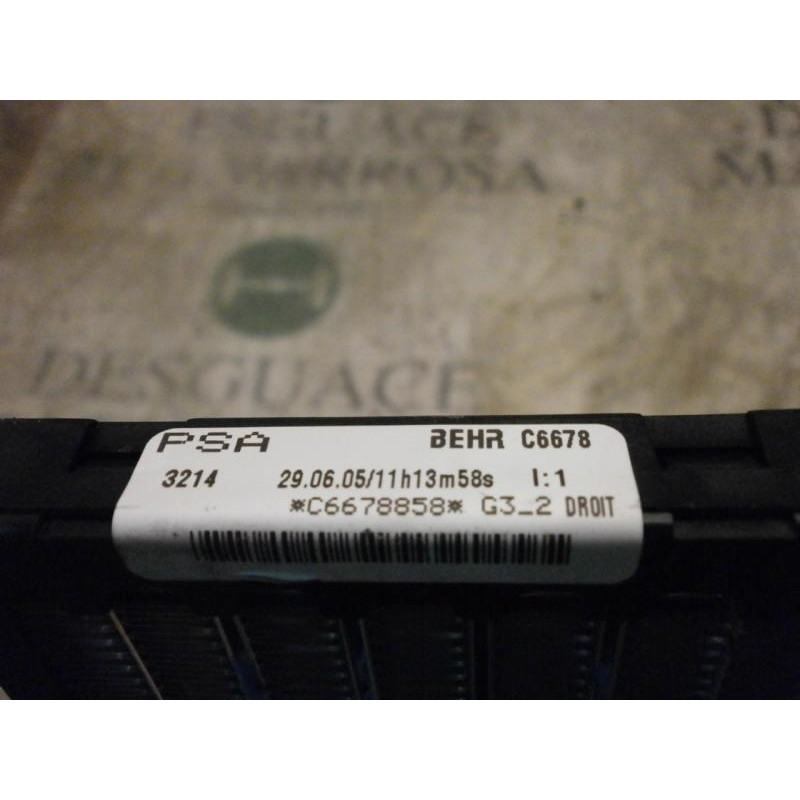 DESGUACE
PSA BEHR C6678
3214 29.06.05/11h13m58s I:1
*C6678858* G3_2 DROIT